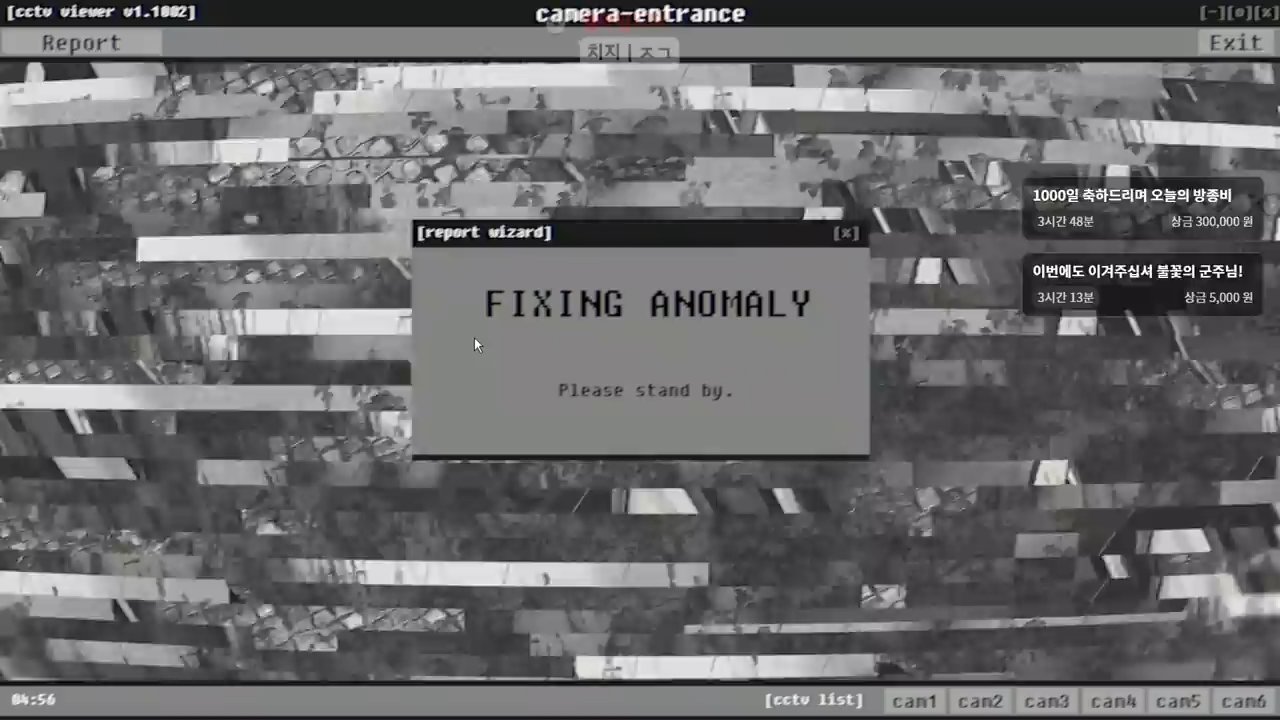 [cctv viewer v1.1002]
camera-entrance
[-][o][x]
Report
치지 | ㅈㄱ
Exit
1000일 축하드리며 오늘의 방종비
3시간 48분
상금 300,000 원
[report wizard]
[x]
이번에도 이겨주십셔 불꽃의 군주님!
3시간 13분
상금 5,000 원
FIXING ANOMALY
Please stand by.
04:56
[cctv list]
cam1
cam2
cam3
cam4
cam5
cam6